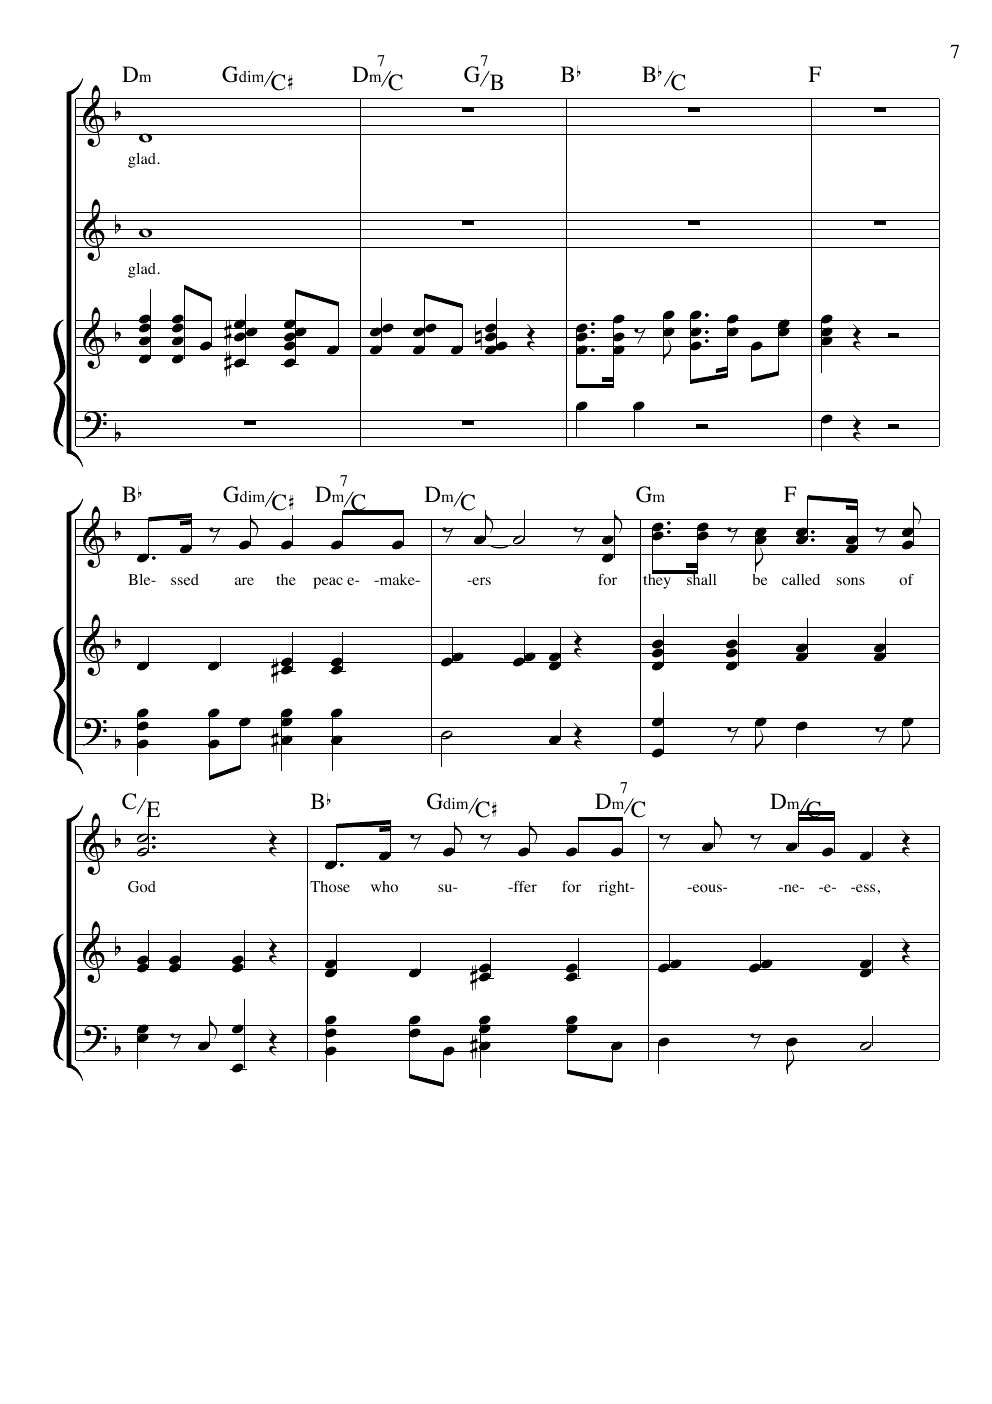 7
Dm Gdim/C♯ Dm7/C G7/B B♭ B♭/C F
glad.
glad.
B♭ Gdim/C♯ Dm7/C Dm/C Gm F
Ble- ssed are the peac e- -make- -ers for they shall be called sons of
C/E B♭ Gdim/C♯ Dm7/C Dm/C
God Those who su- -ffer for right- -eous- -ne- -e- -ess,